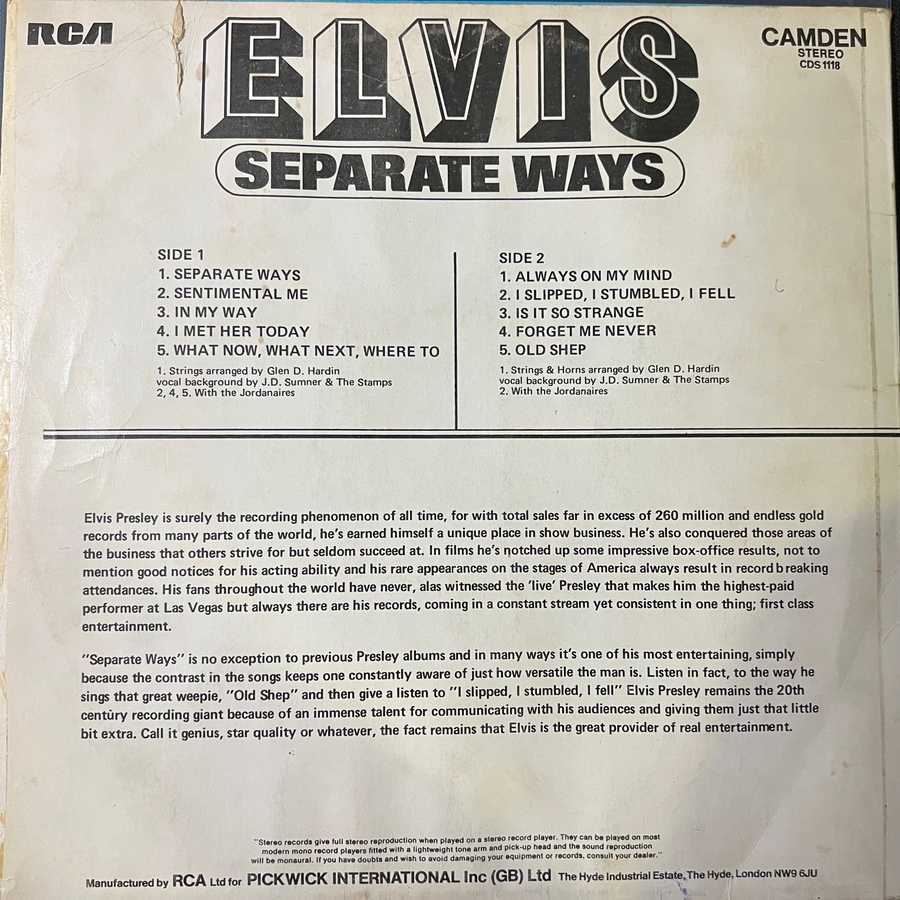 RCA
ELVIS
CAMDEN
STEREO
CDS 1118
SEPARATE WAYS
SIDE 1
1. SEPARATE WAYS
2. SENTIMENTAL ME
3. IN MY WAY
4. I MET HER TODAY
5. WHAT NOW, WHAT NEXT, WHERE TO
1. Strings arranged by Glen D. Hardin
vocal background by J.D. Sumner & The Stamps
2, 4, 5. With the Jordanaires
SIDE 2
1. ALWAYS ON MY MIND
2. I SLIPPED, I STUMBLED, I FELL
3. IS IT SO STRANGE
4. FORGET ME NEVER
5. OLD SHEP
1. Strings & Horns arranged by Glen D. Hardin
vocal background by J.D. Sumner & The Stamps
2. With the Jordanaires
Elvis Presley is surely the recording phenomenon of all time, for with total sales far in excess of 260 million and endless gold
records from many parts of the world, he's earned himself a unique place in show business. He's also conquered those areas of
the business that others strive for but seldom succeed at. In films he's notched up some impressive box-office results, not to
mention good notices for his acting ability and his rare appearances on the stages of America always result in record breaking
attendances. His fans throughout the world have never, alas witnessed the 'live' Presley that makes him the highest-paid
performer at Las Vegas but always there are his records, coming in a constant stream yet consistent in one thing; first class
entertainment.
"Separate Ways" is no exception to previous Presley albums and in many ways it's one of his most entertaining, simply
because the contrast in the songs keeps one constantly aware of just how versatile the man is. Listen in fact, to the way he
sings that great weepie, "Old Shep" and then give a listen to "I slipped, I stumbled, I fell" Elvis Presley remains the 20th
century recording giant because of an immense talent for communicating with his audiences and giving them just that little
bit extra. Call it genius, star quality or whatever, the fact remains that Elvis is the great provider of real entertainment.
"Stereo records give full stereo reproduction when played on a stereo record player. They can be played on most
modern mono record players fitted with a lightweight tone arm and pick-up head and the sound reproduction
will be monaural. If you have doubts and wish to avoid damaging your equipment or records, consult your dealer."
Manufactured by RCA Ltd for PICKWICK INTERNATIONAL Inc (GB) Ltd The Hyde Industrial Estate, The Hyde, London NW9 6JU